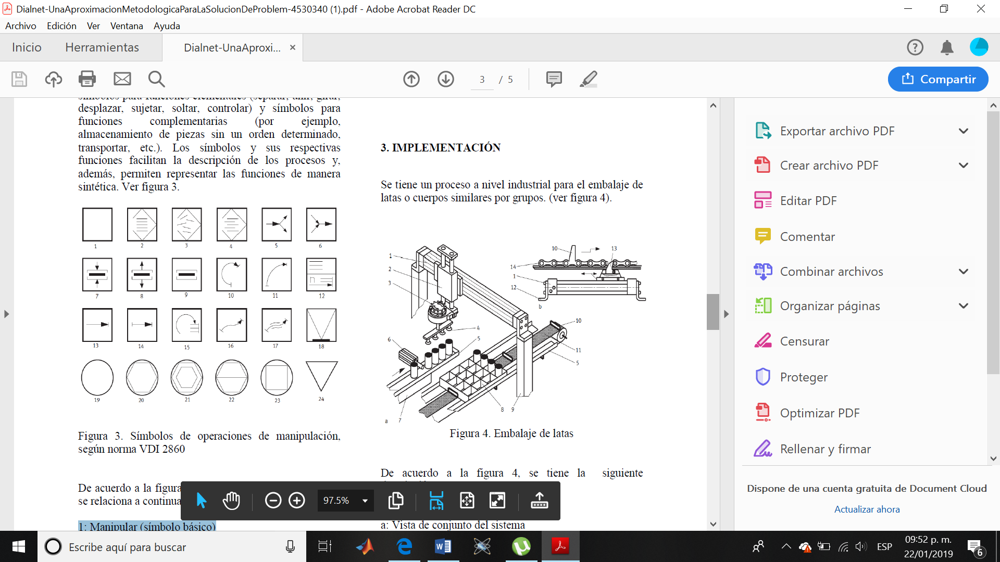 Dialnet-UnaAproximacionMetodologicaParaLaSolucionDeProblem-4530340 (1).pdf - Adobe Acrobat Reader DC
Archivo Edición Ver Ventana Ayuda
Inicio Herramientas Dialnet-UnaAproxi... ×
3 / 5
Compartir
símbolos para funciones elementales (separar, unir, girar,
desplazar, sujetar, soltar, controlar) y símbolos para
funciones complementarias (por ejemplo,
almacenamiento de piezas sin un orden determinado,
transportar, etc.). Los símbolos y sus respectivas
funciones facilitan la descripción de los procesos y,
además, permiten representar las funciones de manera
sintética. Ver figura 3.
1 2 3 4 5 6
7 8 9 10 11 12
13 14 15 16 17 18
19 20 21 22 23 24
Figura 3. Símbolos de operaciones de manipulación,
según norma VDI 2860
De acuerdo a la figura
se relaciona a continua
1: Manipular (símbolo básico)
3. IMPLEMENTACIÓN
Se tiene un proceso a nivel industrial para el embalaje de
latas o cuerpos similares por grupos. (ver figura 4).
1
2
3
4
5
6
7
8
9
10
11
5
a
10
13
14
1
12
b
Figura 4. Embalaje de latas
De acuerdo a la figura 4, se tiene la siguiente
a: Vista de conjunto del sistema
97.5%
Exportar archivo PDF
Crear archivo PDF
Editar PDF
Comentar
Combinar archivos
Organizar páginas
Censurar
Proteger
Optimizar PDF
Rellenar y firmar
Dispone de una cuenta gratuita de Document Cloud
Actualizar ahora
Escribe aquí para buscar
ESP
09:52 p. m.
22/01/2019
6